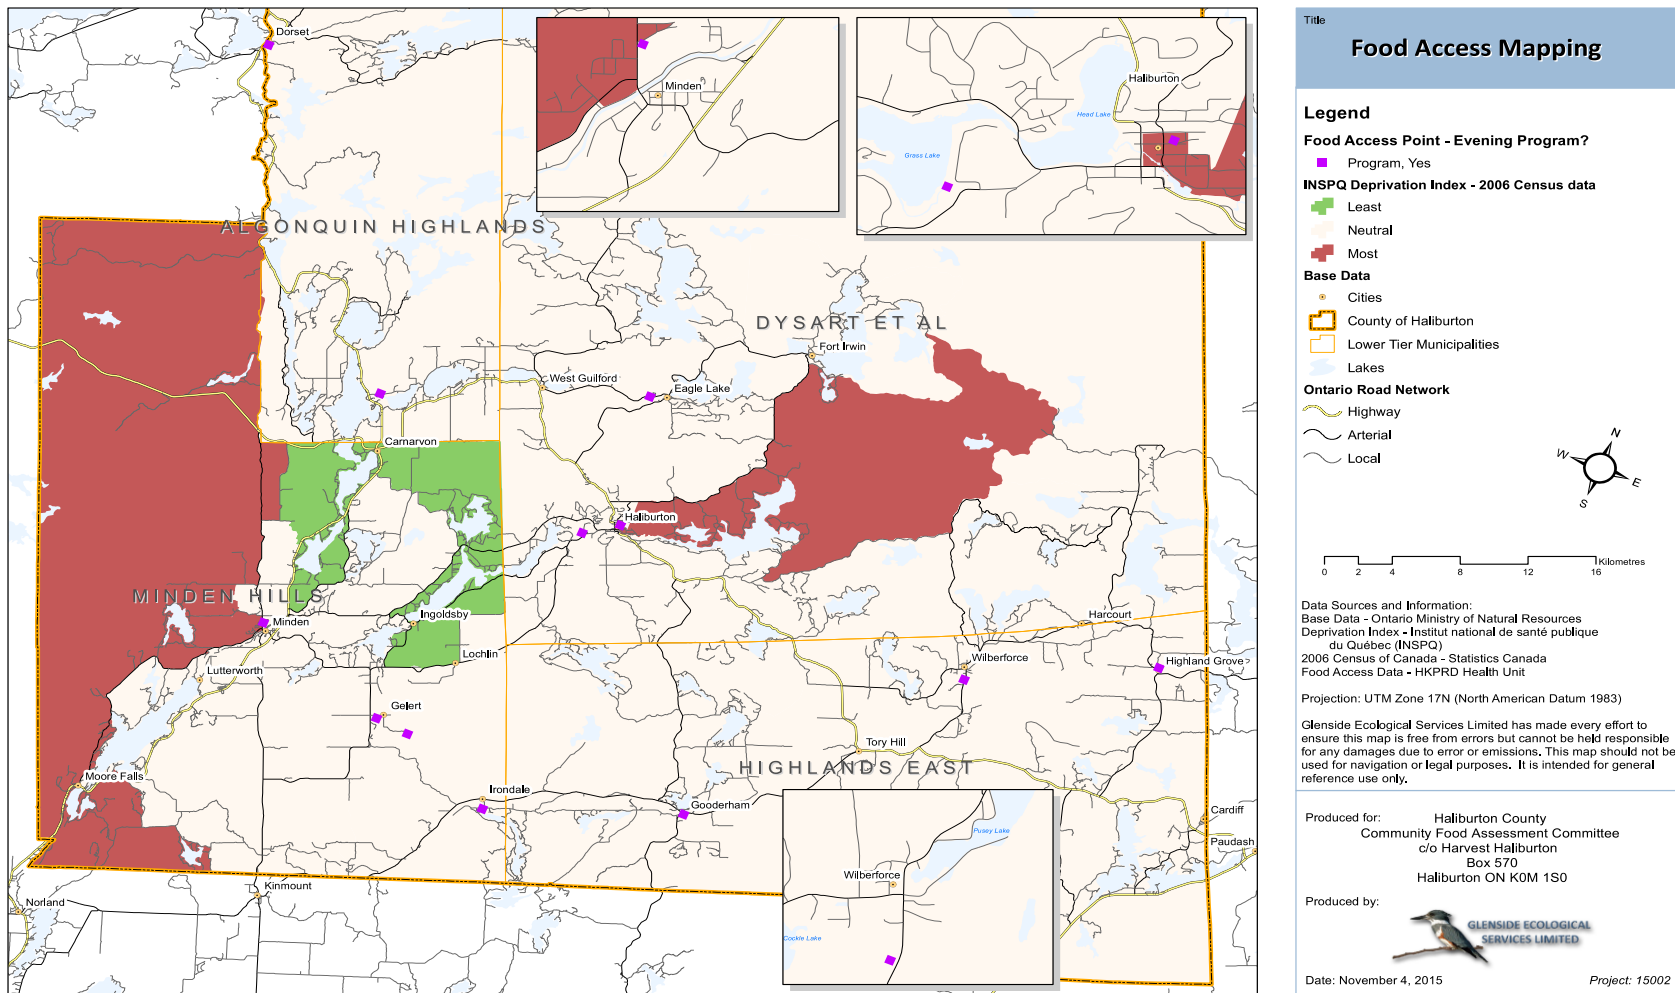 Dorset
ALGONQUIN HIGHLANDS
Minden
Haliburton
Head Lake
Grass Lake
DYSART ET AL
Fort Irwin
West Guilford
Eagle Lake
Carnarvon
Haliburton
MINDEN HILLS
Minden
Ingoldsby
Harcourt
Lochlin
Wilberforce
Highland Grove
Lutterworth
Gelert
Tory Hill
HIGHLANDS EAST
Moore Falls
Irondale
Gooderham
Cardiff
Paudash
Pusey Lake
Wilberforce
Cockle Lake
Kinmount
Norland
Title
Food Access Mapping
Legend
Food Access Point - Evening Program?
Program, Yes
INSPQ Deprivation Index - 2006 Census data
Least
Neutral
Most
Base Data
Cities
County of Haliburton
Lower Tier Municipalities
Lakes
Ontario Road Network
Highway
Arterial
Local
N
W
E
S
Kilometres
0 2 4 8 12 16
Data Sources and Information:
Base Data - Ontario Ministry of Natural Resources
Deprivation Index - Institut national de santé publique
du Québec (INSPQ)
2006 Census of Canada - Statistics Canada
Food Access Data - HKPRD Health Unit
Projection: UTM Zone 17N (North American Datum 1983)
Glenside Ecological Services Limited has made every effort to
ensure this map is free from errors but cannot be held responsible
for any damages due to error or emissions. This map should not be
used for navigation or legal purposes. It is intended for general
reference use only.
Produced for: Haliburton County
Community Food Assessment Committee
c/o Harvest Haliburton
Box 570
Haliburton ON K0M 1S0
Produced by:
GLENSIDE ECOLOGICAL
SERVICES LIMITED
Date: November 4, 2015 Project: 15002